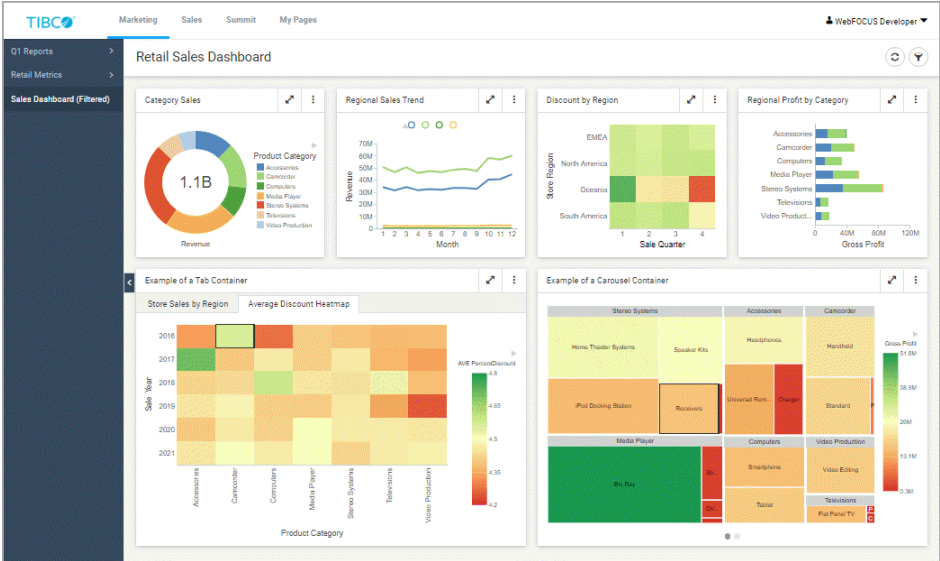 TIBCO
Marketing
Sales
Summit
My Pages
WebFOCUS Developer
Q1 Reports
Retail Metrics
Sales Dashboard (Filtered)
Retail Sales Dashboard
Category Sales
1.1B
Revenue
Product Category
Accessories
Camcorder
Computers
Media Player
Stereo Systems
Televisions
Video Production
Regional Sales Trend
Revenue
70M
60M
50M
40M
30M
20M
10M
0
1 2 3 4 5 6 7 8 9 10 11 12
Month
Discount by Region
Store Region
EMEA
North America
Oceania
South America
1 2 3 4
Sale Quarter
Regional Profit by Category
Accessories
Camcorder
Computers
Media Player
Stereo Systems
Televisions
Video Product...
0 40M 80M 120M
Gross Profit
Example of a Tab Container
Store Sales by Region
Average Discount Heatmap
Sale Year
2016
2017
2018
2019
2020
2021
Accessories
Camcorder
Computers
Media Player
Stereo Systems
Televisions
Video Production
Product Category
AVE PercentDiscount
4.8
4.65
4.5
4.35
4.2
Example of a Carousel Container
Stereo Systems
Accessories
Camcorder
Home Theater Systems
Speaker Kits
Headphones
Handheld
iPod Docking Station
Receivers
Universal Rem...
Charger
Standard
Media Player
Computers
Video Production
Blu Ray
Smartphone
Video Editing
Tablet
Televisions
Flat Panel TV
Gross Profit
51.8M
38.9M
26M
13.1M
0.3M